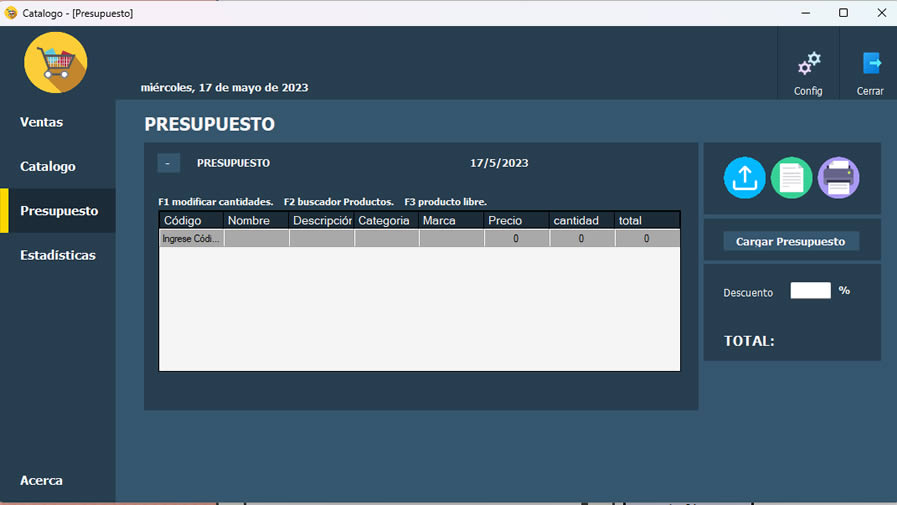 Catalogo - [Presupuesto]
miércoles, 17 de mayo de 2023
Config
Cerrar
Ventas
Catalogo
Presupuesto
Estadísticas
Acerca
PRESUPUESTO
- PRESUPUESTO 17/5/2023
F1 modificar cantidades. F2 buscador Productos. F3 producto libre.
Código Nombre Descripción Categoria Marca Precio cantidad total
Ingrese Códi... 0 0 0
Cargar Presupuesto
Descuento %
TOTAL: